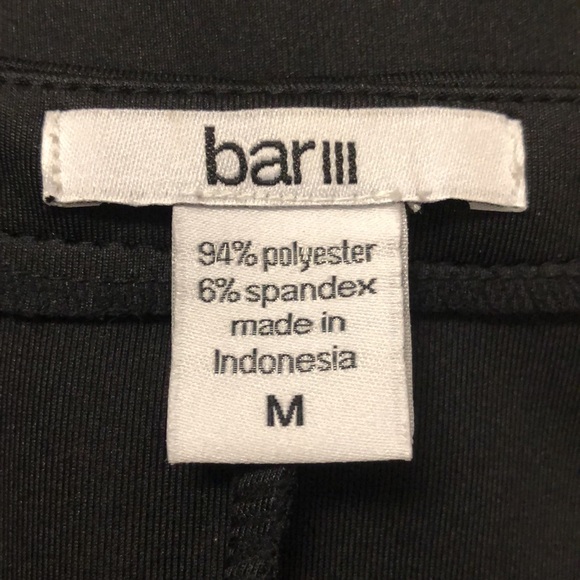 bar III
94% polyester
6% spandex
made in
Indonesia
M